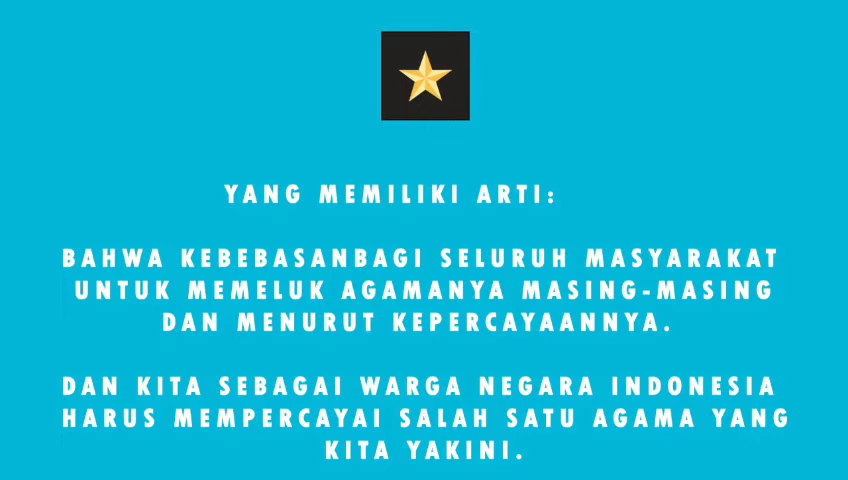 YANG MEMILIKI ARTI:
BAHWA KEBEBASANBAGI SELURUH MASYARAKAT
UNTUK MEMELUK AGAMANYA MASING-MASING
DAN MENURUT KEPERCAYAANNYA.
DAN KITA SEBAGAI WARGA NEGARA INDONESIA
HARUS MEMPERCAYAI SALAH SATU AGAMA YANG
KITA YAKINI.